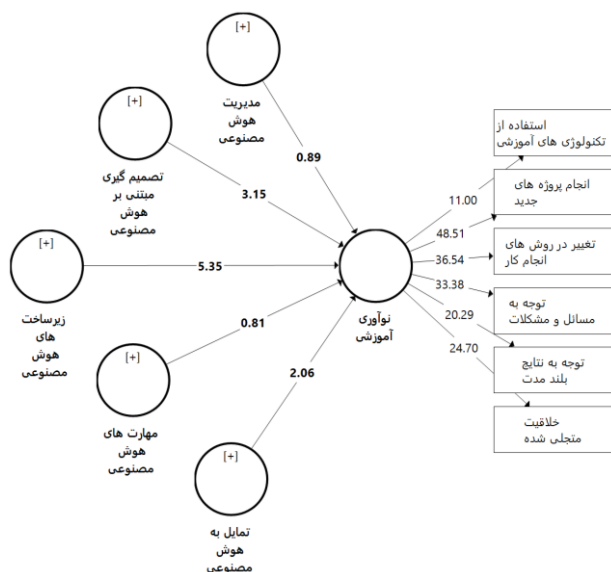 [+]
مدیریت
هوش
مصنوعی
[+]
تصمیم گیری
مبتنی بر
هوش
مصنوعی
[+]
زیرساخت
های
هوش
مصنوعی
[+]
مهارت های
هوش
مصنوعی
[+]
تمایل به
هوش
مصنوعی
0.89
3.15
5.35
0.81
2.06
نوآوری
آموزشی
11.00
48.51
36.54
33.38
20.29
24.70
استفاده از
تکنولوژی های آموزشی
انجام پروژه های
جدید
تغییر در روش های
انجام کار
توجه به
مسائل و مشکلات
توجه به نتایج
بلند مدت
خلاقیت
متجلی شده